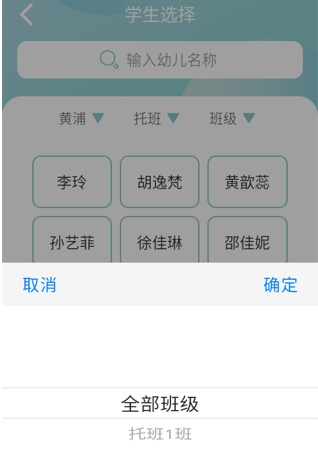 学生选择
输入幼儿名称
黄浦 托班 班级
李玲 胡逸梵 黄歆蕊
孙艺菲 徐佳琳 邵佳妮
取消 确定
全部班级
托班1班